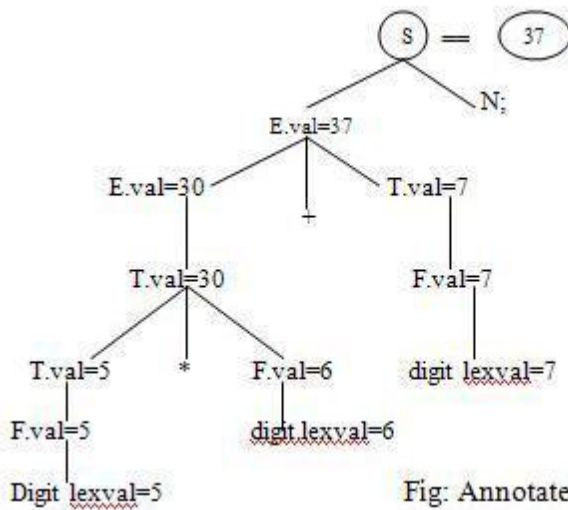 S == 37
N;
E.val=37
E.val=30 + T.val=7
T.val=30 F.val=7
T.val=5 * F.val=6 digit lexval=7
F.val=5 digit lexval=6
Digit lexval=5 Fig: Annotate